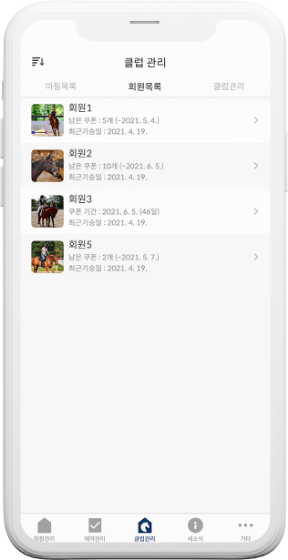 클럽 관리
마필목록 회원목록 클럽관리
회원1
남은 쿠폰 : 5개 (~2021. 5. 4.)
최근기승일 : 2021. 4. 19.
회원2
남은 쿠폰 : 10개 (~2021. 6. 5.)
최근기승일 : 2021. 4. 19.
회원3
쿠폰 기간 : 2021. 6. 5. (46일)
최근기승일 : 2021. 4. 19.
회원5
남은 쿠폰 : 2개 (~2021. 5. 7.)
최근기승일 : 2021. 4. 19.
예약관리 클럽관리 새소식 기타